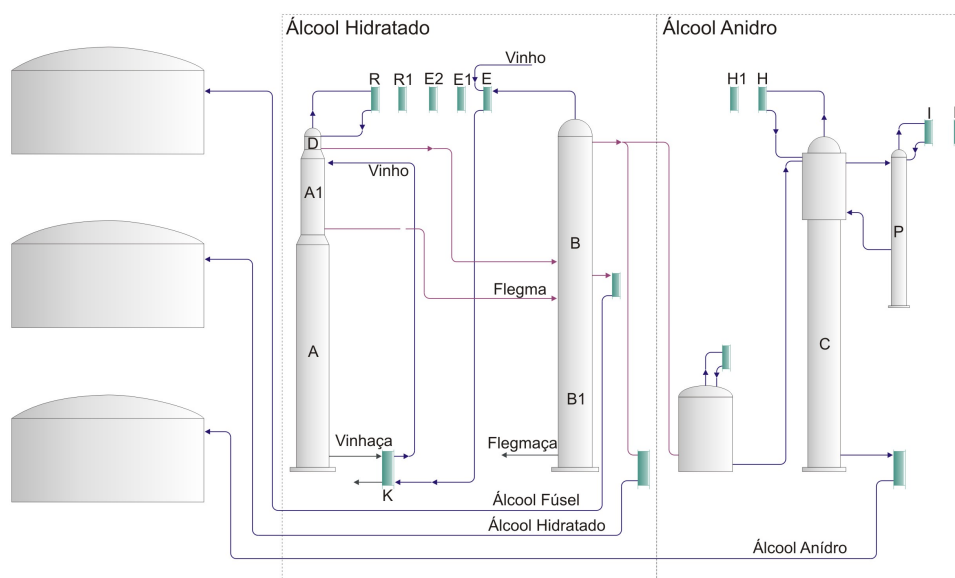 Álcool Hidratado
Álcool Anidro
Vinho
R R1 E2 E1 E
H1 H
I
D
Vinho
A1
P
B
Flegma
A
C
B1
Vinhaça
Flegmaça
K
Álcool Fúsel
Álcool Hidratado
Álcool Anídro